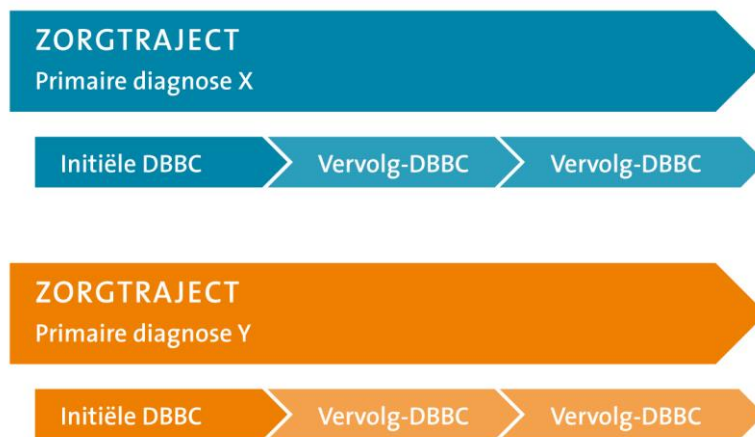 ZORGTRAJECT
Primaire diagnose X
Initiële DBBC Vervolg-DBBC Vervolg-DBBC
ZORGTRAJECT
Primaire diagnose Y
Initiële DBBC Vervolg-DBBC Vervolg-DBBC